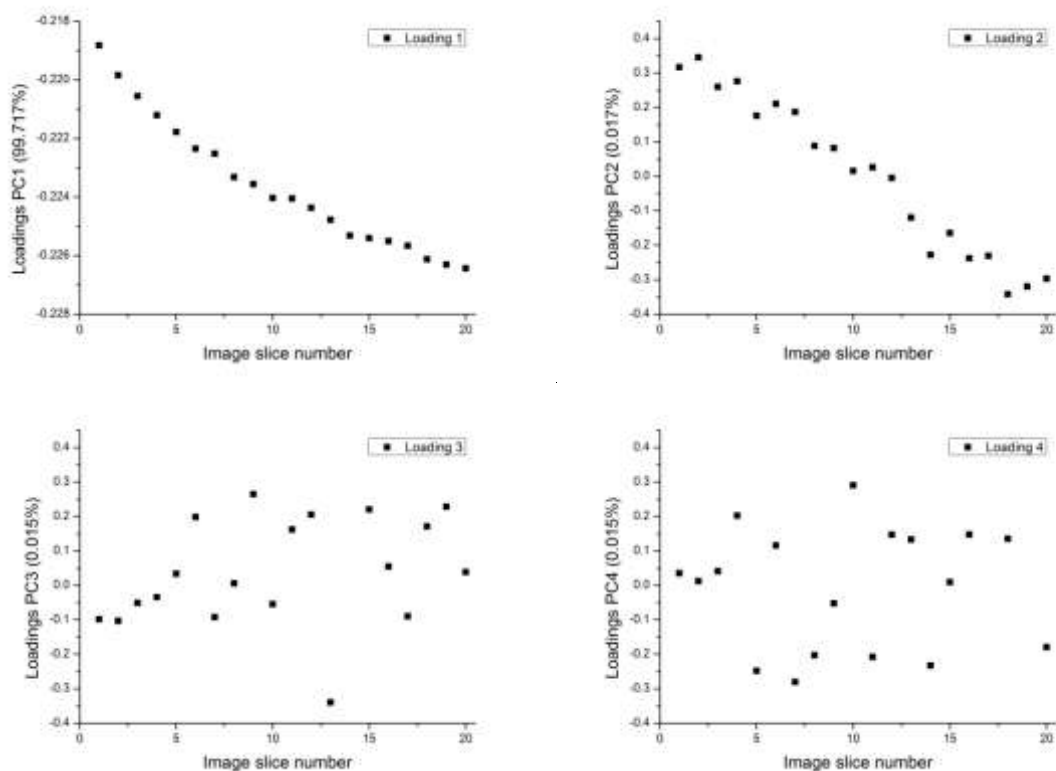 Loading 1
Loadings PC1 (99.717%)
-0.218
-0.220
-0.222
-0.224
-0.226
-0.228
0 5 10 15 20
Image slice number
Loading 2
Loadings PC2 (0.017%)
0.4
0.3
0.2
0.1
0.0
-0.1
-0.2
-0.3
-0.4
0 5 10 15 20
Image slice number
Loading 3
Loadings PC3 (0.015%)
0.4
0.3
0.2
0.1
0.0
-0.1
-0.2
-0.3
-0.4
0 5 10 15 20
Image slice number
Loading 4
Loadings PC4 (0.015%)
0.4
0.3
0.2
0.1
0.0
-0.1
-0.2
-0.3
-0.4
0 5 10 15 20
Image slice number